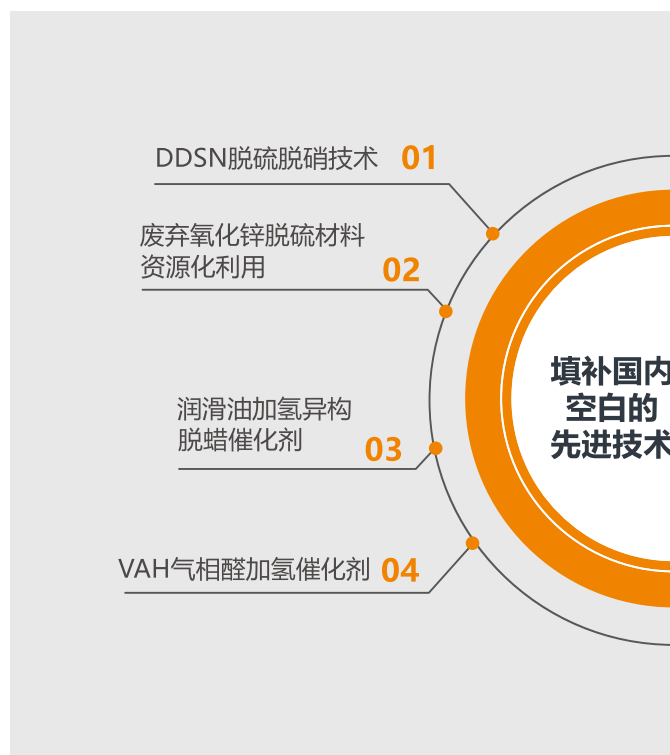 DDSN脱硫脱硝技术 01
废弃氧化锌脱硫材料
资源化利用 02
润滑油加氢异构
脱蜡催化剂 03
VAH气相醛加氢催化剂 04
填补国内
空白的
先进技术